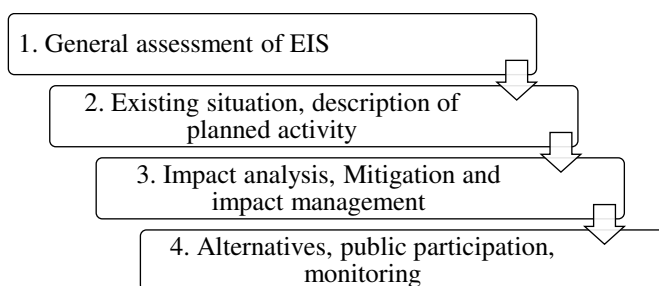 1. General assessment of EIS
2. Existing situation, description of
planned activity
3. Impact analysis, Mitigation and
impact management
4. Alternatives, public participation,
monitoring